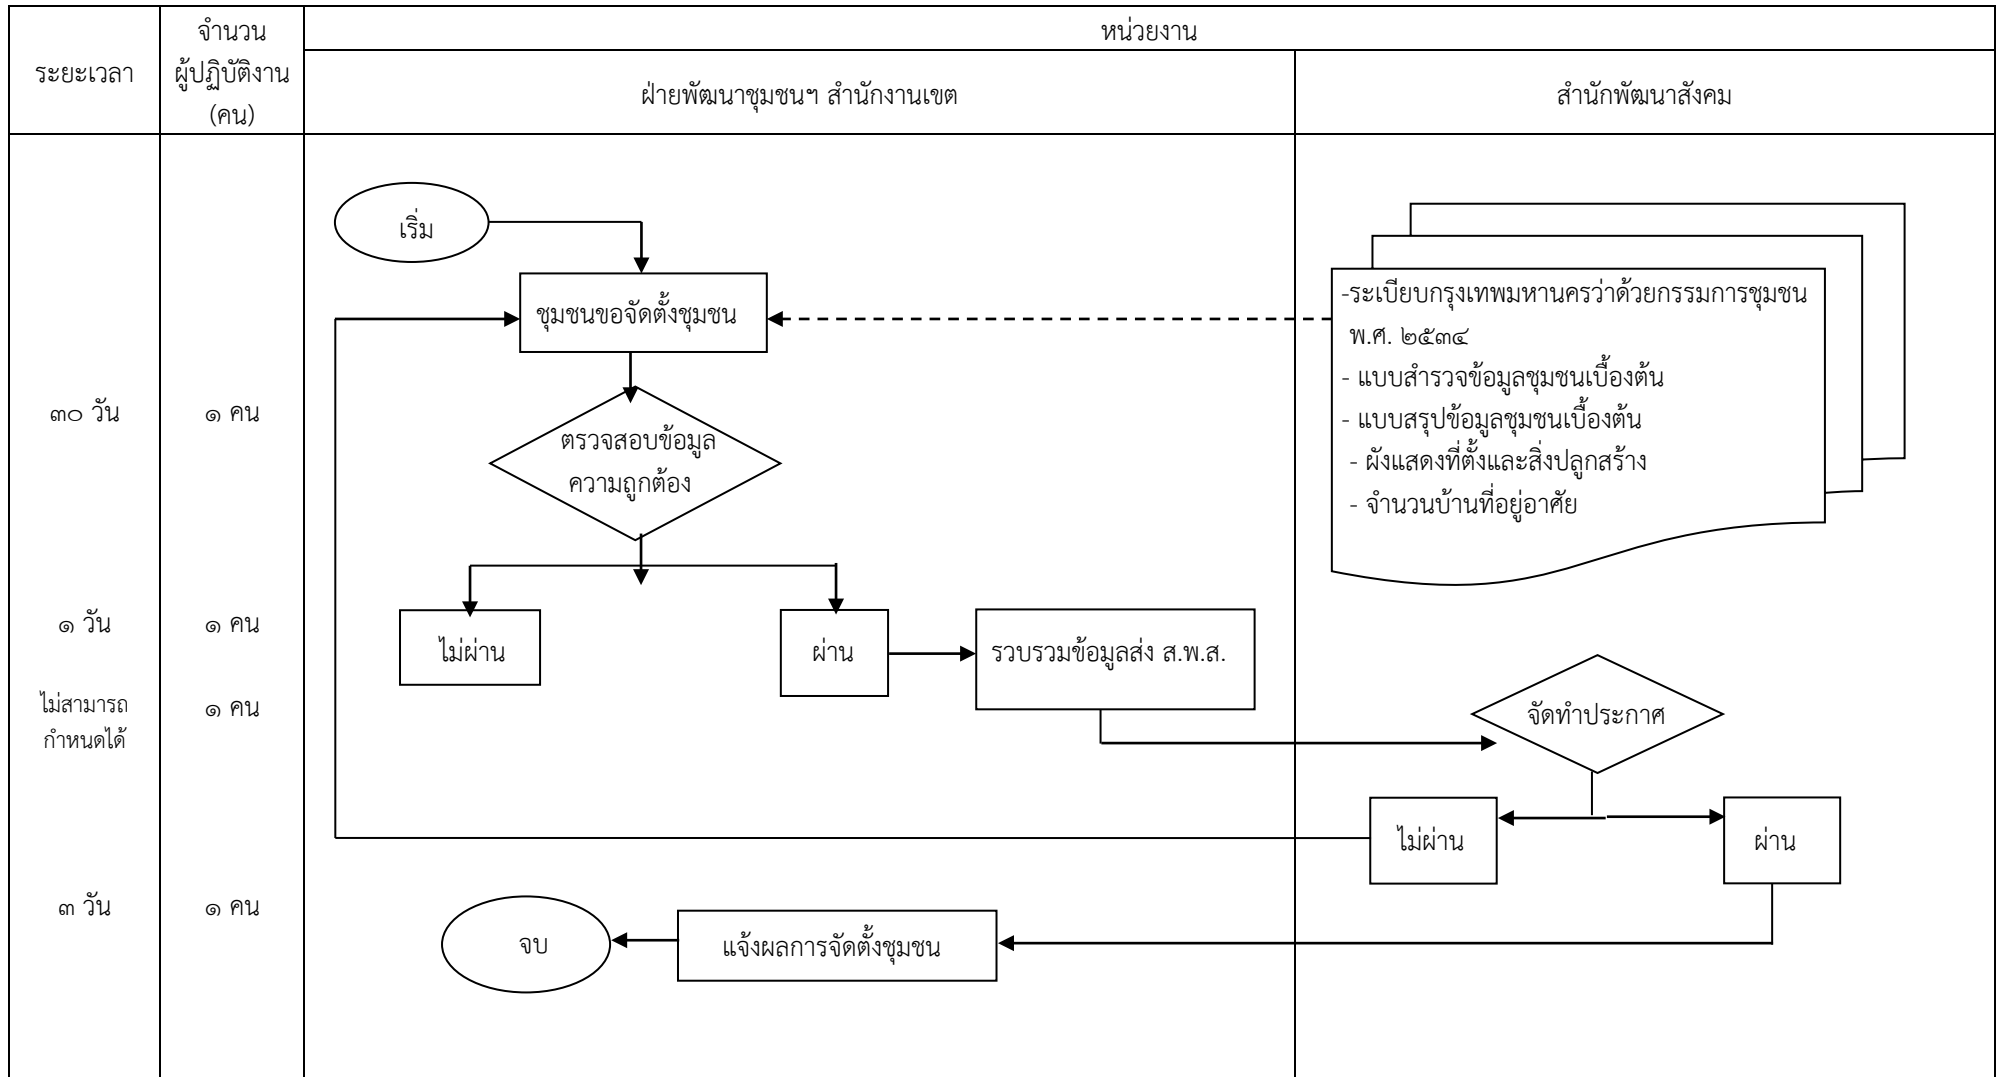 ระยะเวลา
จำนวน
ผู้ปฏิบัติงาน
(คน)
หน่วยงาน
ฝ่ายพัฒนาชุมชนฯ สำนักงานเขต
สำนักพัฒนาสังคม
เริ่ม
ชุมชนขอจัดตั้งชุมชน
-ระเบียบกรุงเทพมหานครว่าด้วยกรรมการชุมชน
พ.ศ. ๒๕๓๔
- แบบสำรวจข้อมูลชุมชนเบื้องต้น
- แบบสรุปข้อมูลชุมชนเบื้องต้น
- ผังแสดงที่ตั้งและสิ่งปลูกสร้าง
- จำนวนบ้านที่อยู่อาศัย
๓๐ วัน
๑ คน
ตรวจสอบข้อมูล
ความถูกต้อง
๑ วัน
๑ คน
ไม่ผ่าน
ผ่าน
รวบรวมข้อมูลส่ง ส.พ.ส.
ไม่สามารถ
กำหนดได้
๑ คน
จัดทำประกาศ
ไม่ผ่าน
ผ่าน
๓ วัน
๑ คน
จบ
แจ้งผลการจัดตั้งชุมชน